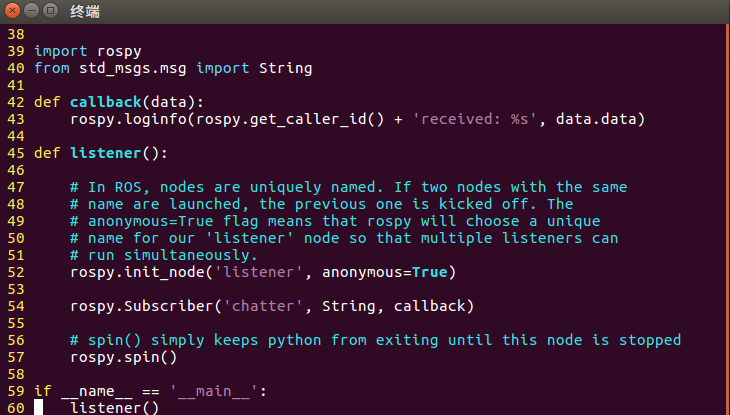 终端
38
39 import rospy
40 from std_msgs.msg import String
41
42 def callback(data):
43     rospy.loginfo(rospy.get_caller_id() + 'received: %s', data.data)
44
45 def listener():
46
47     # In ROS, nodes are uniquely named. If two nodes with the same
48     # name are launched, the previous one is kicked off. The
49     # anonymous=True flag means that rospy will choose a unique
50     # name for our 'listener' node so that multiple listeners can
51     # run simultaneously.
52     rospy.init_node('listener', anonymous=True)
53
54     rospy.Subscriber('chatter', String, callback)
55
56     # spin() simply keeps python from exiting until this node is stopped
57     rospy.spin()
58
59 if __name__ == '__main__':
60     listener()